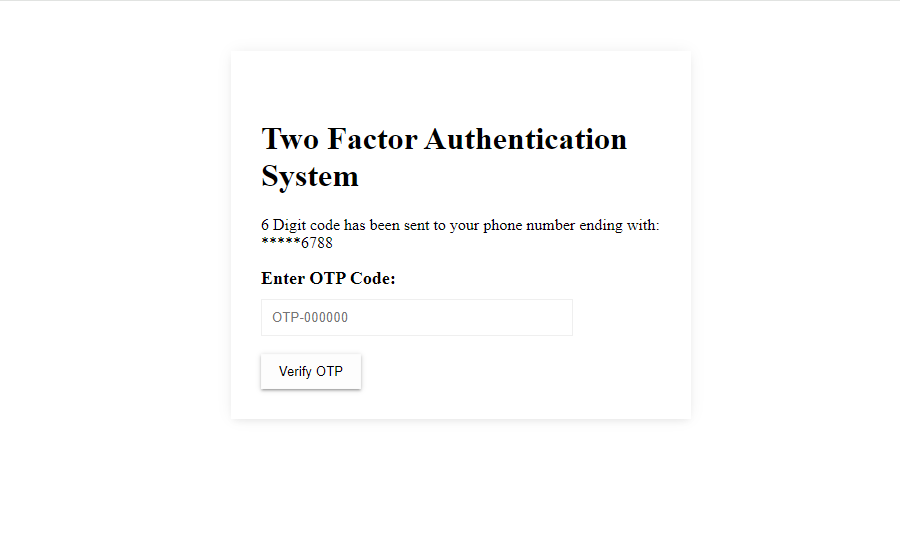 Two Factor Authentication
System
6 Digit code has been sent to your phone number ending with:
*****6788
Enter OTP Code:
OTP-000000
Verify OTP